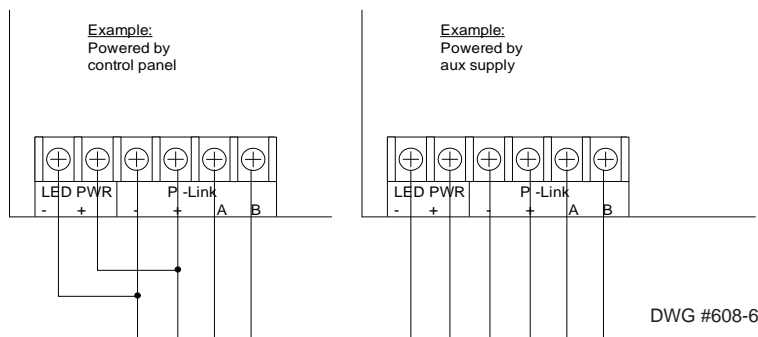 Example:
Powered by
control panel
LED PWR P -Link
- + - + A B
Example:
Powered by
aux supply
LED PWR P -Link
- + - + A B
DWG #608-6